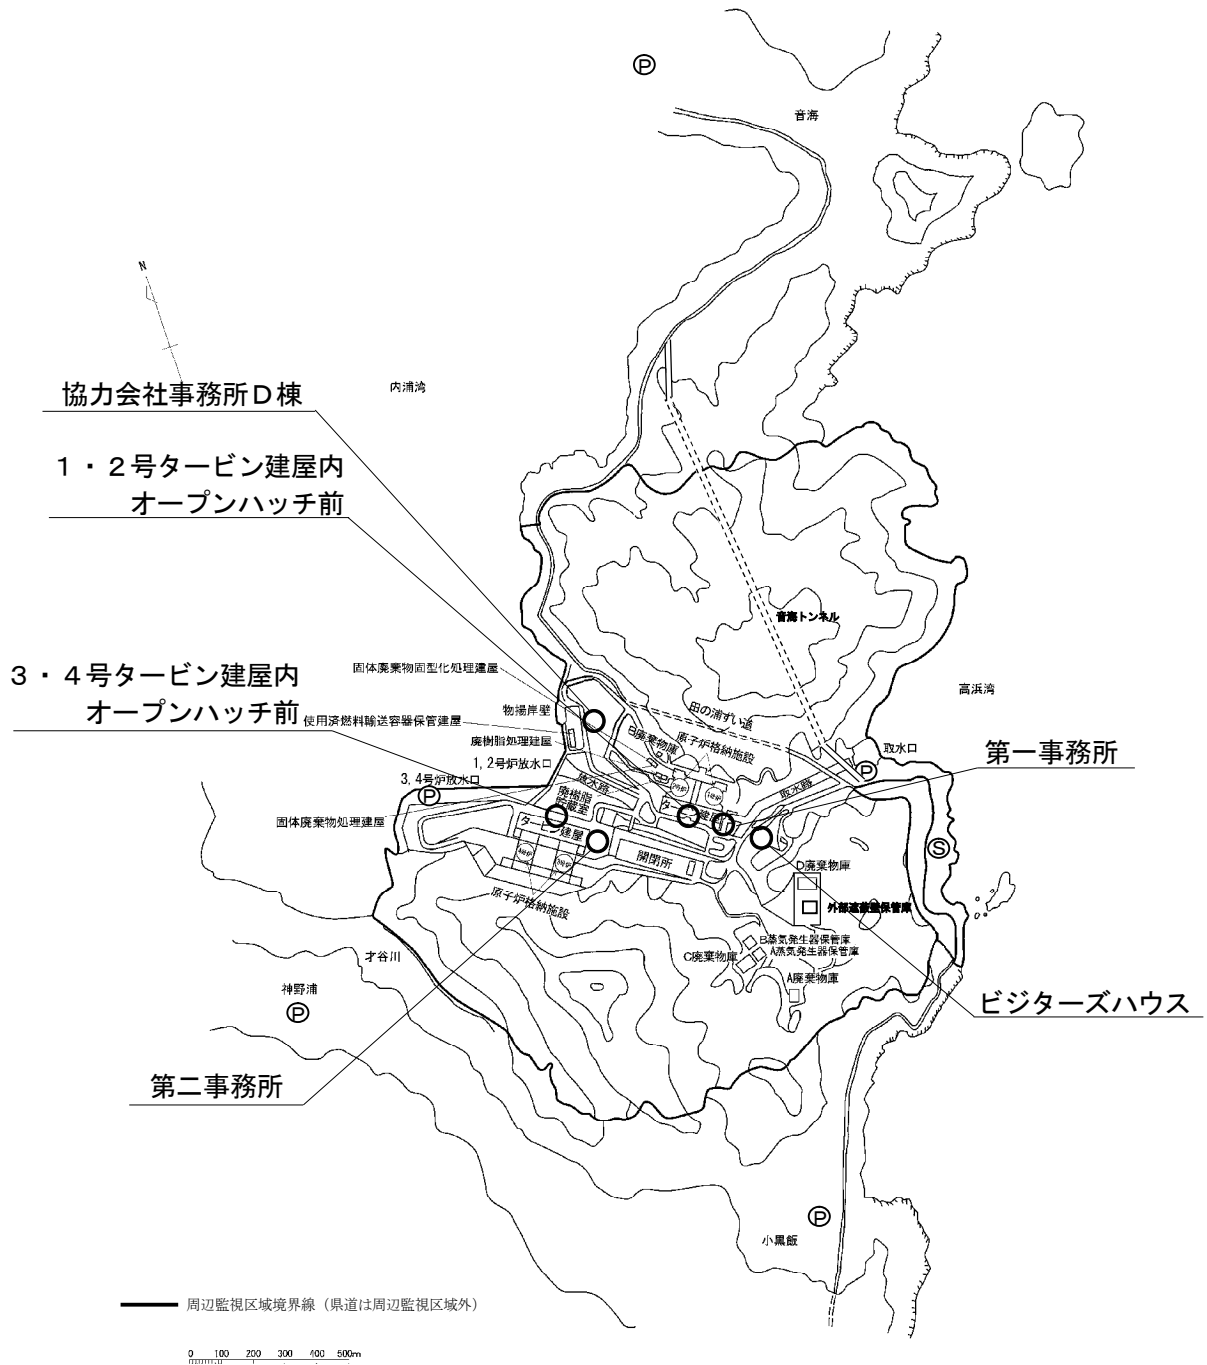 Ⓟ
音海
N
内浦湾
協力会社事務所D棟
1・2号タービン建屋内
オープンハッチ前
音海トンネル
3・4号タービン建屋内
オープンハッチ前
固体廃棄物固型化処理建屋
高浜湾
物揚岸壁
田の浦ずい道
使用済燃料輸送容器保管建屋
廃樹脂処理建屋
B廃棄物庫
原子炉格納施設
取水口
第一事務所
1,2号炉放水口
Ⓟ
3,4号炉放水口
放水路
取水路
Ⓟ
廃樹脂
貯蔵室
固体廃棄物処理建屋
Ⓢ
開閉所
D廃棄物庫
原子炉格納施設
外部遮蔽壁保管庫
B蒸気発生器保管庫
A蒸気発生器保管庫
C廃棄物庫
A廃棄物庫
才谷川
神野浦
Ⓟ
ビジターズハウス
第二事務所
Ⓟ
小黒飯
周辺監視区域境界線（県道は周辺監視区域外）
0 100 200 300 400 500m